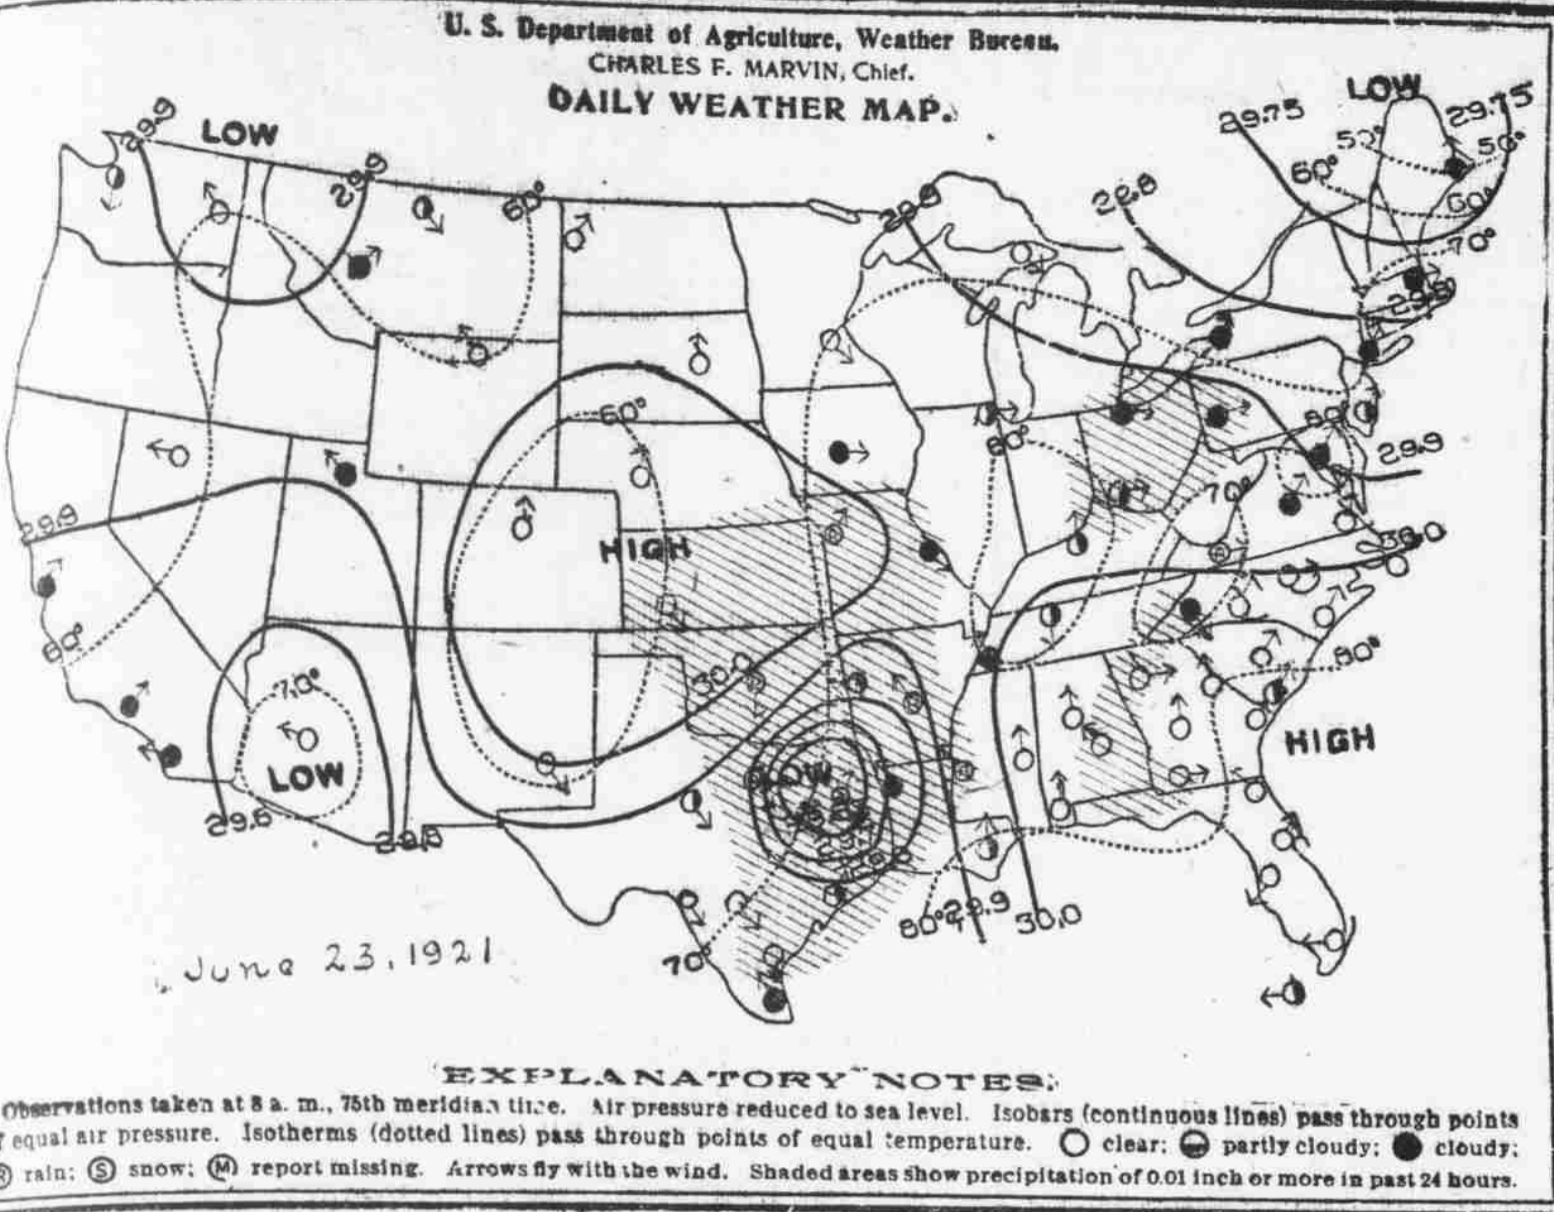 U. S. Department of Agriculture, Weather Bureau.
CHARLES F. MARVIN, Chief.
DAILY WEATHER MAP.
LOW
29.75
29.75
50°
50°
60°
60°
70°
29.9
LOW
29.9
60°
29.8
29.8
80°
29.9
60°
80°
70°
29.9
HIGH
30.0
60°
30.0
80°
70°
LOW
HIGH
29.8
29.8
LOW
80°
29.9
30.0
70°
June 23, 1921
EXPLANATORY NOTES.
Observations taken at 8 a. m., 75th meridian time. Air pressure reduced to sea level. Isobars (continuous lines) pass through points
equal air pressure. Isotherms (dotted lines) pass through points of equal temperature. clear; partly cloudy; cloudy;
R rain; S snow; M report missing. Arrows fly with the wind. Shaded areas show precipitation of 0.01 inch or more in past 24 hours.